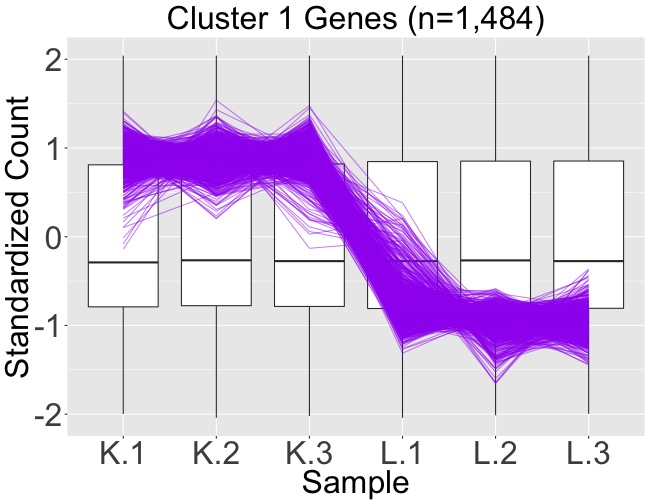 Cluster 1 Genes (n=1,484)
Standardized Count
2
1
0
-1
-2
K.1 K.2 K.3 L.1 L.2 L.3
Sample